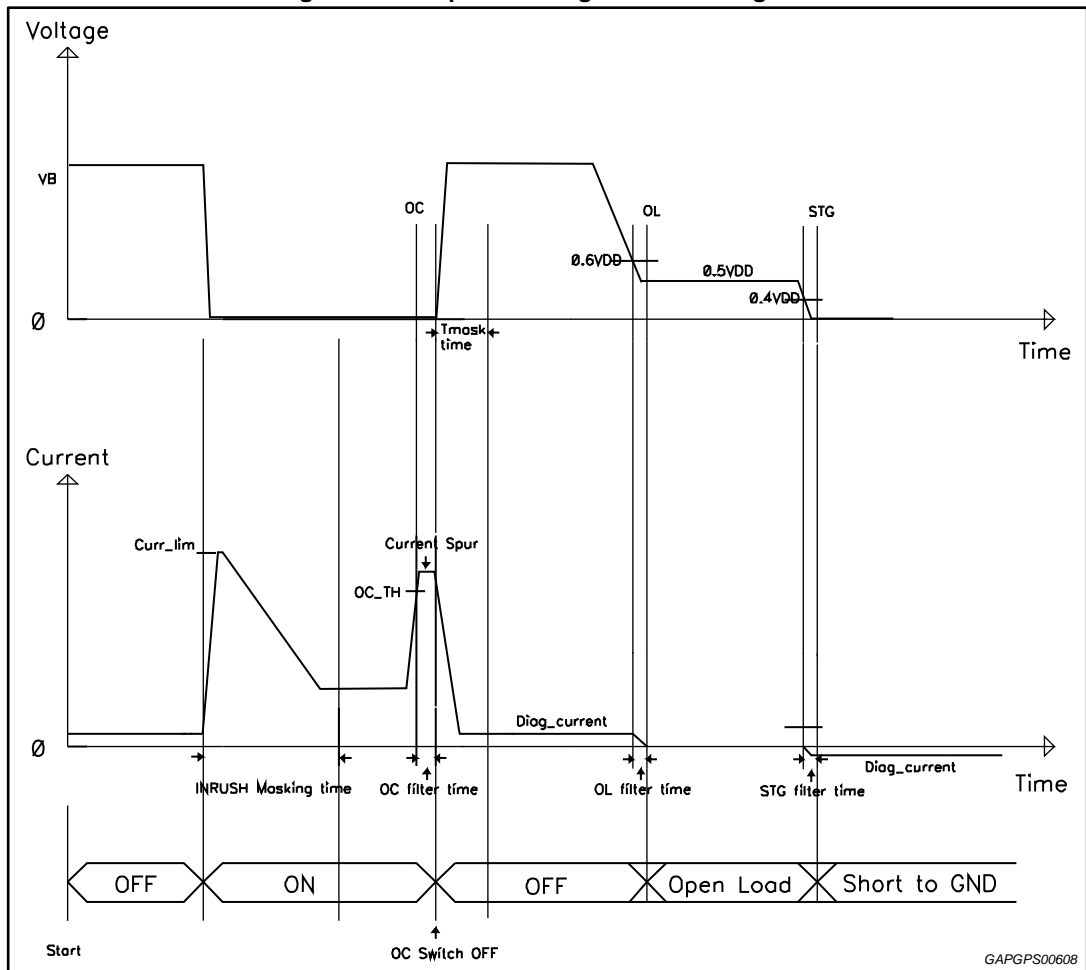 Voltage
VB
OC
OL
STG
0.6VDD
0.5VDD
0.4VDD
Ø
Tmask
time
Time
Current
Curr_lim
Current Spur
OC_TH
Diag_current
Ø
Diag_current
INRUSH Masking time
OC filter time
OL filter time
STG filter time
Time
OFF
ON
OFF
Open Load
Short to GND
Start
OC Switch OFF
GAPGPS00608